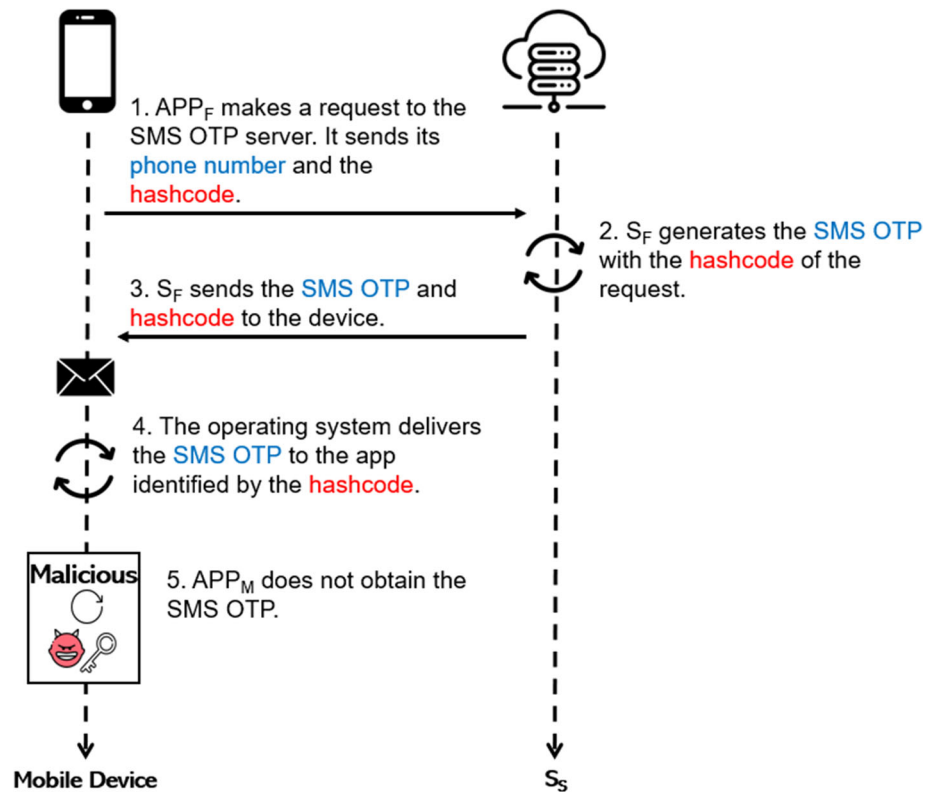 1. APP_F makes a request to the
SMS OTP server. It sends its
phone number and the
hashcode.
2. S_F generates the SMS OTP
with the hashcode of the
request.
3. S_F sends the SMS OTP and
hashcode to the device.
4. The operating system delivers
the SMS OTP to the app
identified by the hashcode.
Malicious
5. APP_M does not obtain the
SMS OTP.
Mobile Device
S_S